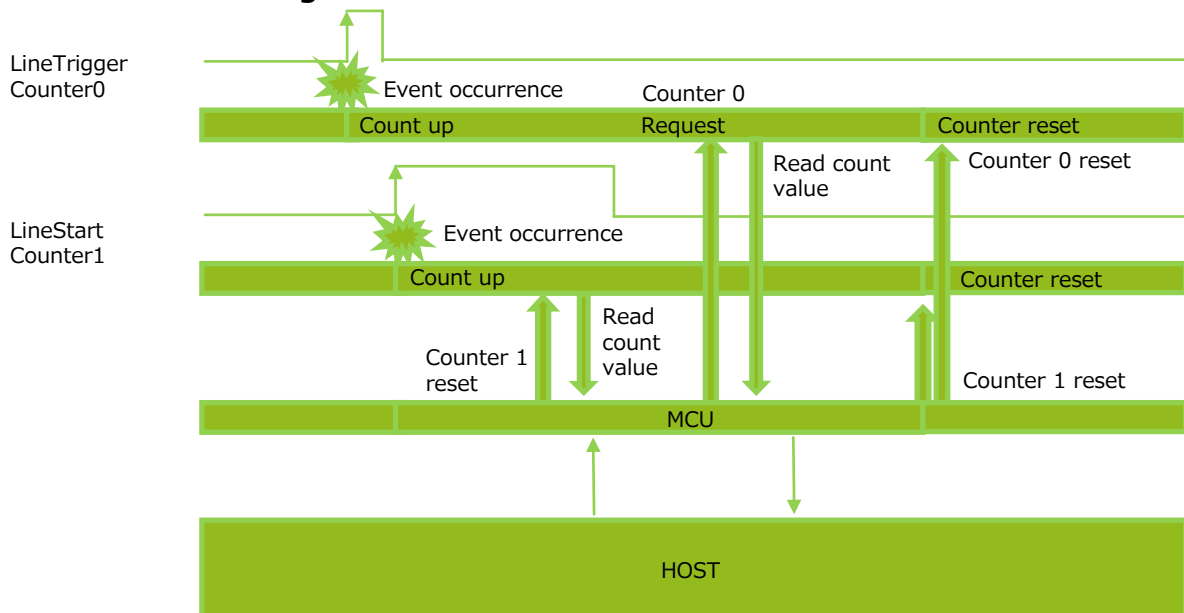 LineTrigger
Counter0
Event occurrence
Counter 0
Count up
Request
Counter reset
Read count
value
Counter 0 reset
LineStart
Counter1
Event occurrence
Count up
Counter reset
Read
count
value
Counter 1
reset
Counter 1 reset
MCU
HOST